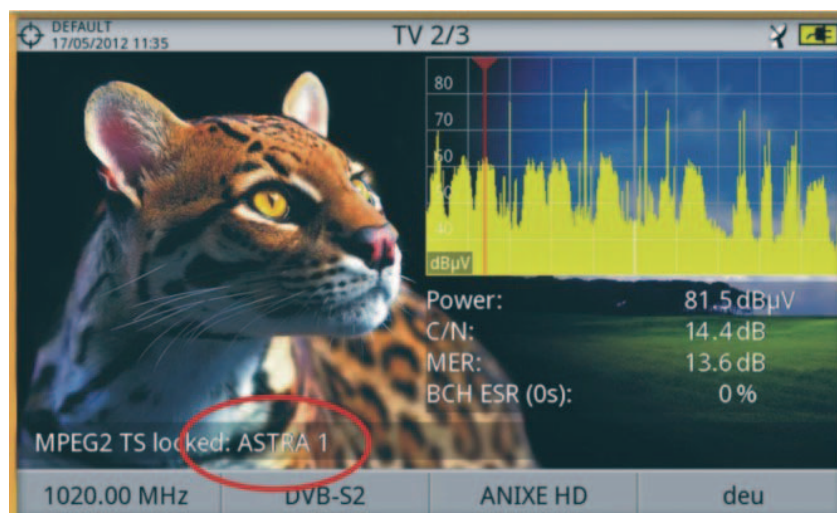 DEFAULT
17/05/2012 11:35
TV 2/3
80
70
60
50
40
dBµV
Power: 81.5 dBµV
C/N: 14.4 dB
MER: 13.6 dB
BCH ESR (0s): 0 %
MPEG2 TS locked: ASTRA 1
1020.00 MHz
DVB-S2
ANIXE HD
deu